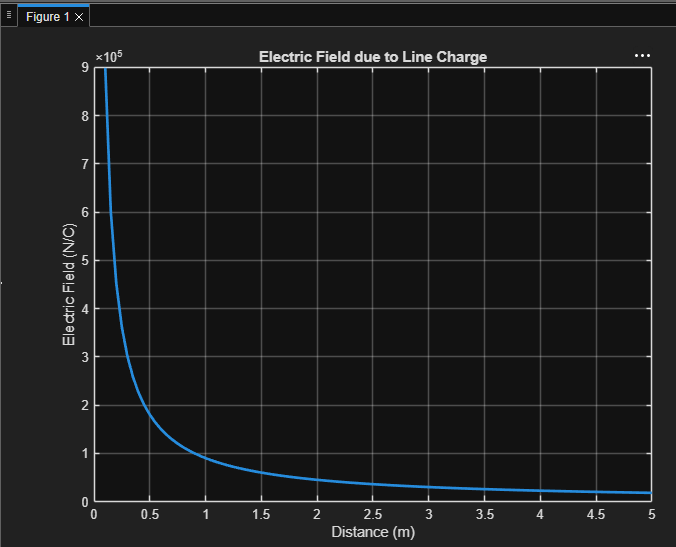 Figure 1 ×
×10⁵
Electric Field due to Line Charge
Electric Field (N/C)
9
8
7
6
5
4
3
2
1
0
0 0.5 1 1.5 2 2.5 3 3.5 4 4.5 5
Distance (m)